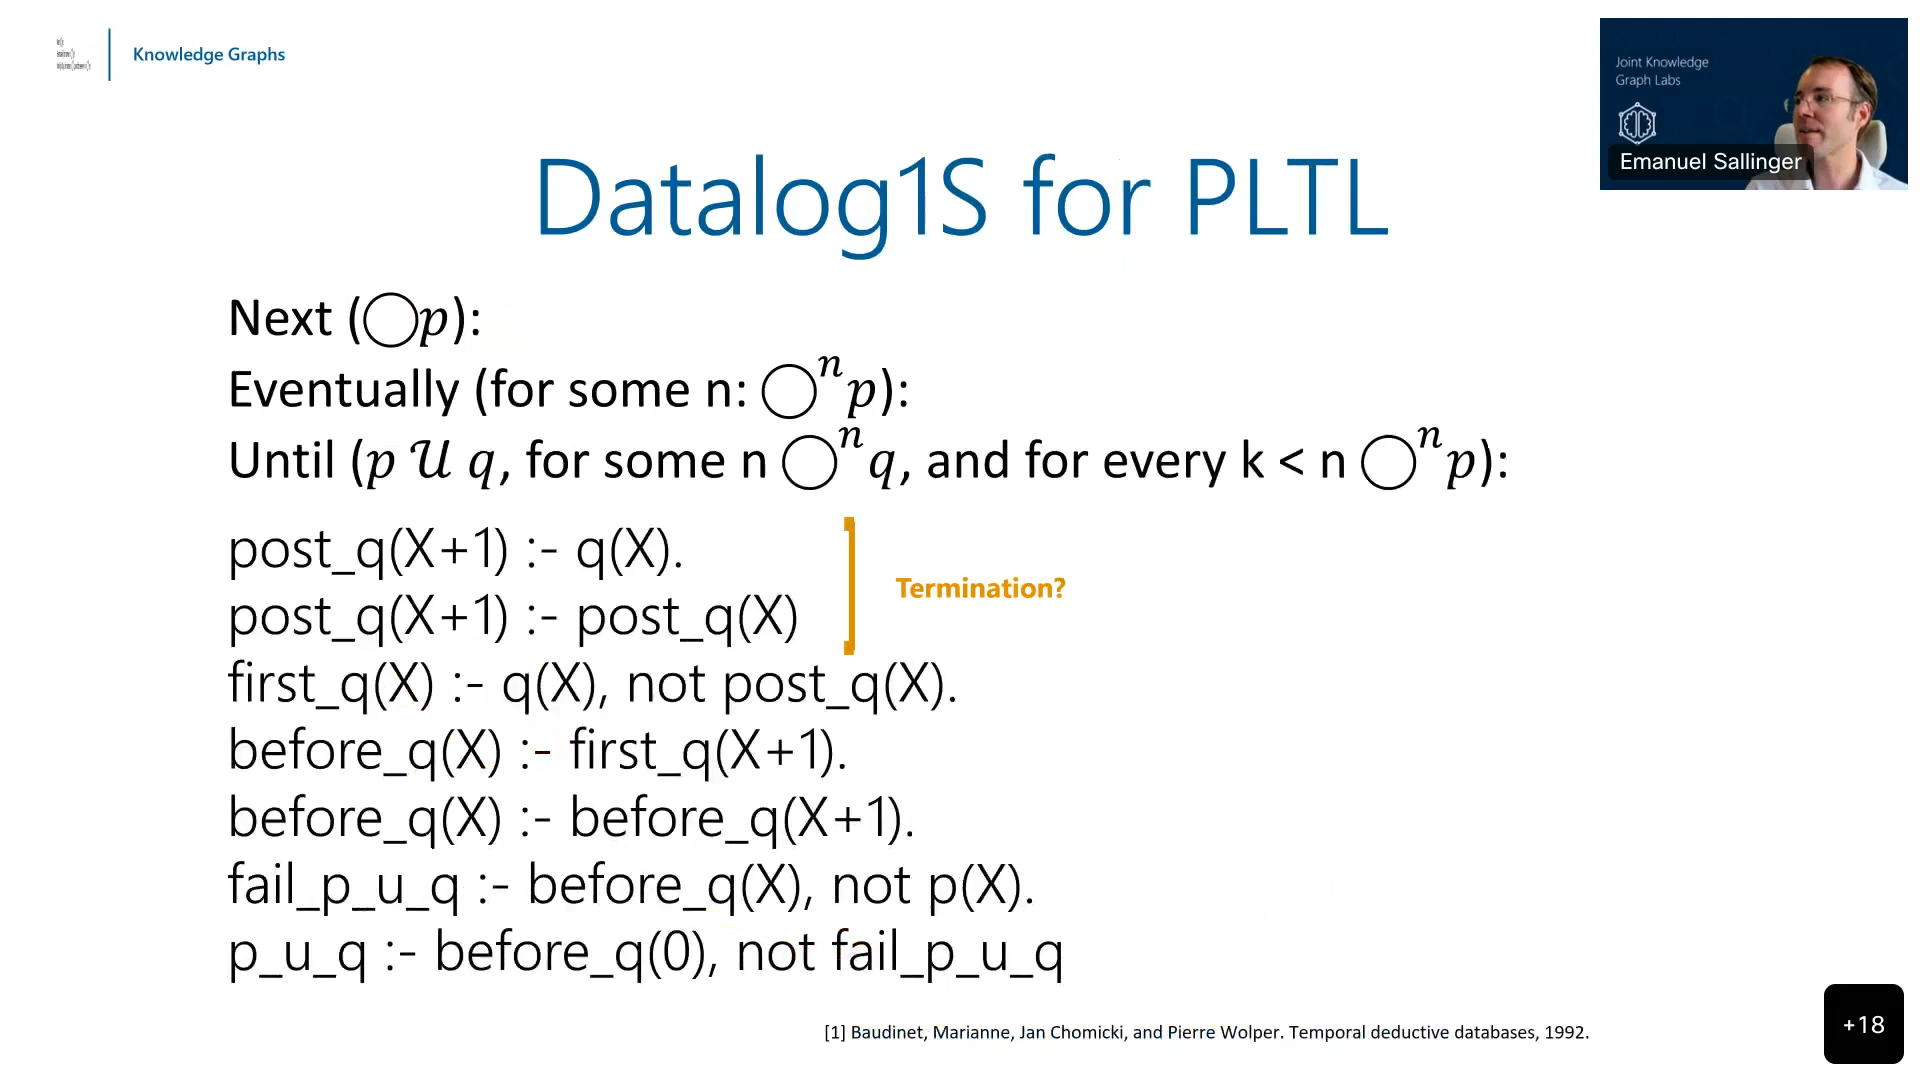 Knowledge Graphs
Joint Knowledge
Graph Labs
Emanuel Sallinger
Datalog1S for PLTL
Next (◯p):
Eventually (for some n: ◯ⁿp):
Until (p 𝒰 q, for some n ◯ⁿq, and for every k < n ◯ⁿp):
post_q(X+1) :- q(X).
post_q(X+1) :- post_q(X)
Termination?
first_q(X) :- q(X), not post_q(X).
before_q(X) :- first_q(X+1).
before_q(X) :- before_q(X+1).
fail_p_u_q :- before_q(X), not p(X).
p_u_q :- before_q(0), not fail_p_u_q
[1] Baudinet, Marianne, Jan Chomicki, and Pierre Wolper. Temporal deductive databases, 1992.
+18